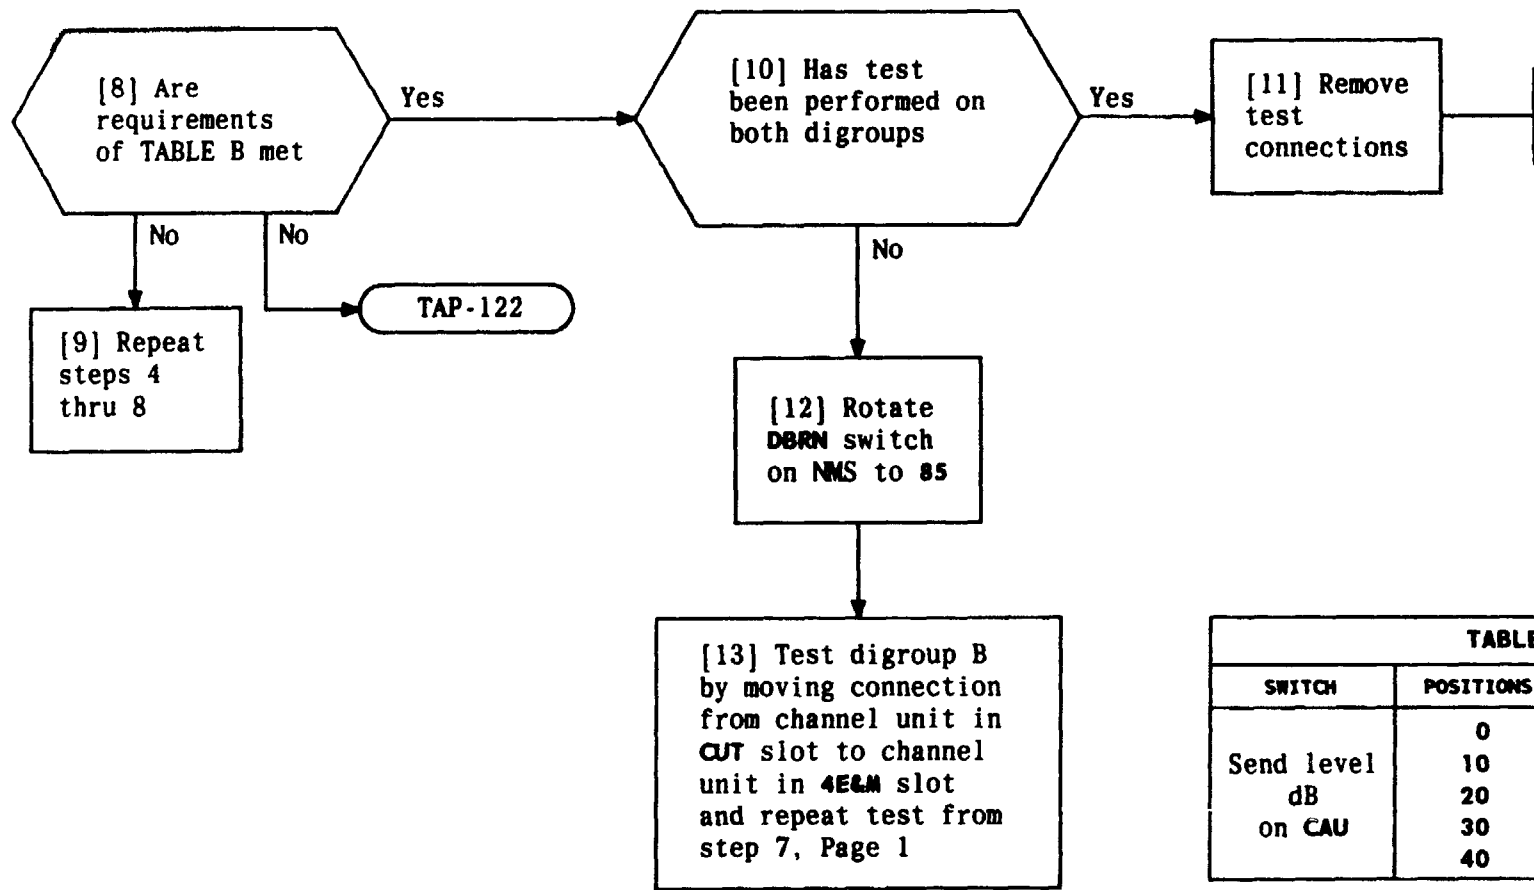 [8] Are
requirements
of TABLE B met
Yes
No
No
[9] Repeat
steps 4
thru 8
TAP-122
[10] Has test
been performed on
both digroups
Yes
No
[11] Remove
test
connections
[12] Rotate
DBRN switch
on NMS to 85
[13] Test digroup B
by moving connection
from channel unit in
CUT slot to channel
unit in 4E&M slot
and repeat test from
step 7, Page 1
TABLE
SWITCH POSITIONS
Send level
dB
on CAU
0
10
20
30
40